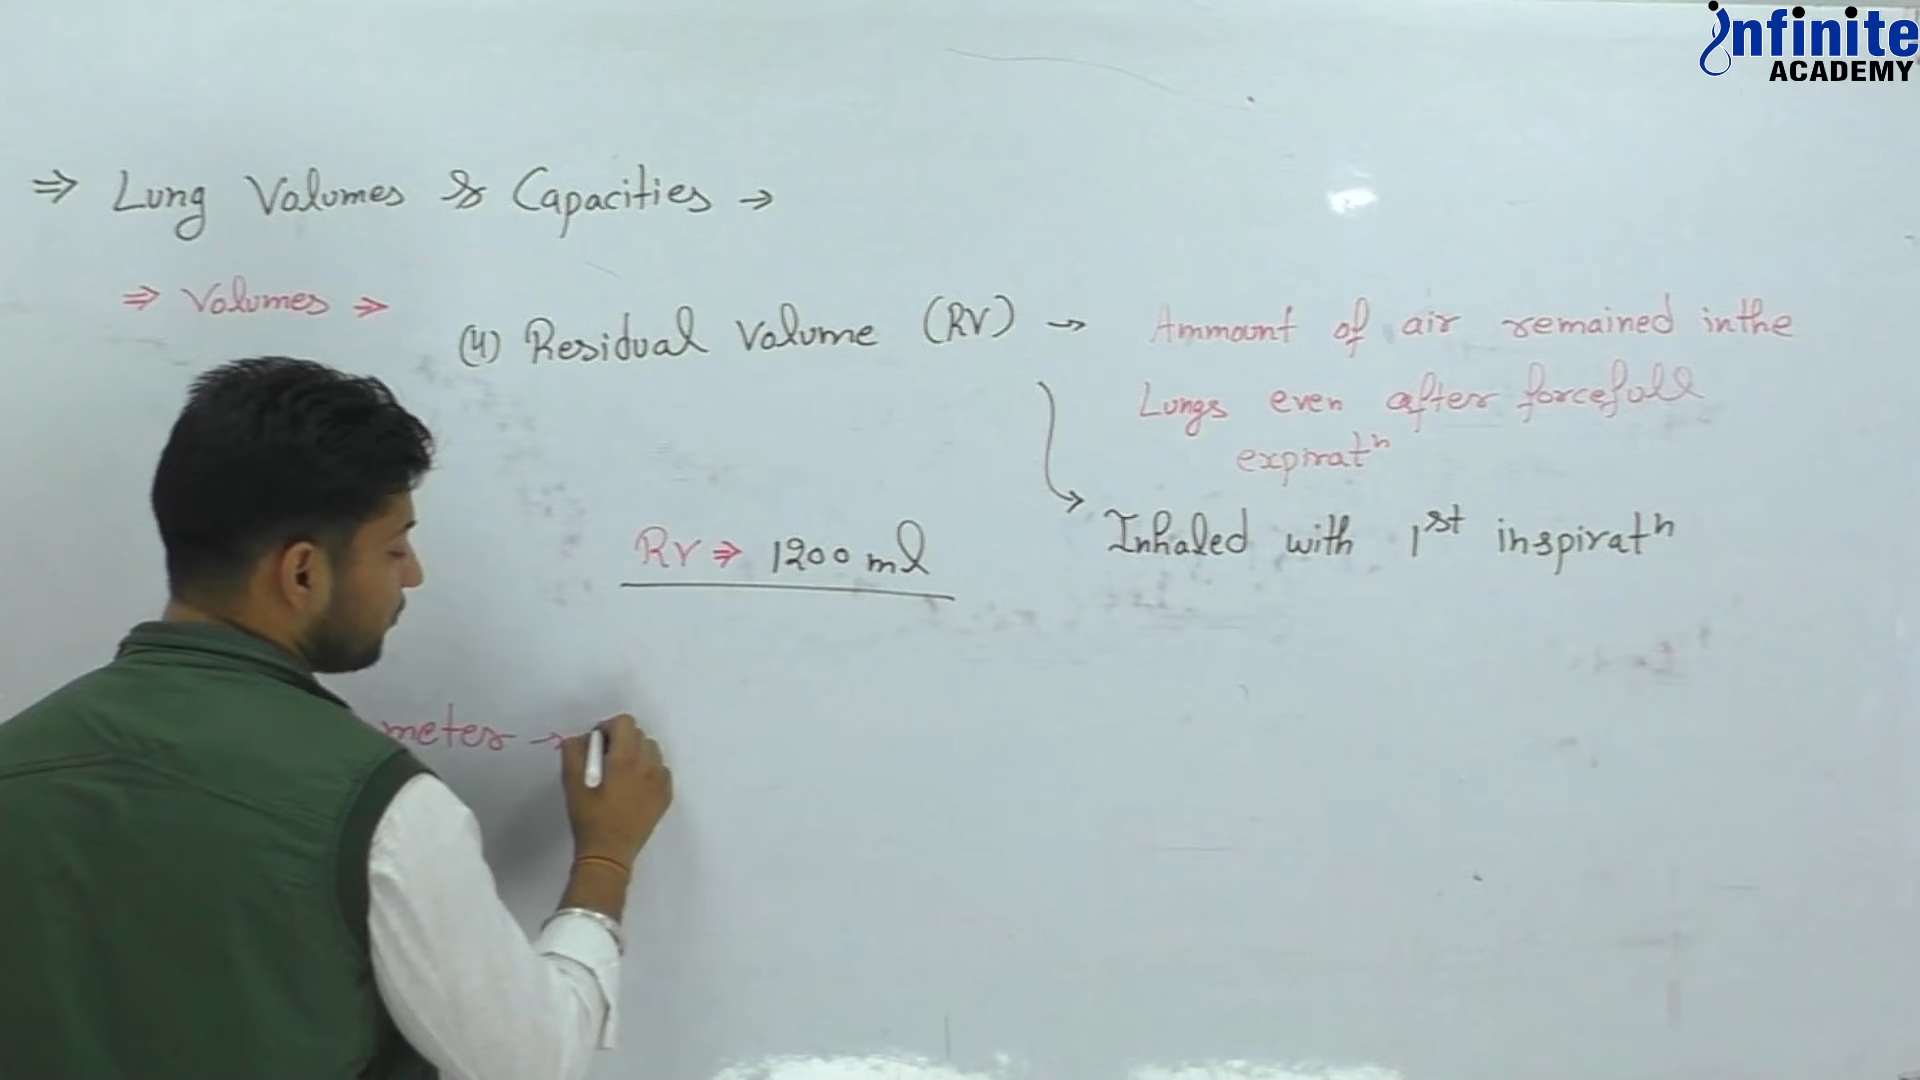 infinite
ACADEMY
⇒ Lung Volumes & Capacities →
⇒ Volumes ⇒
(4) Residual Volume (RV) → Ammount of air remained in the
Lungs even after forcefull
expiratⁿ
RV ⇒ 1200 ml
Inhaled with 1st inspiratⁿ
meter →